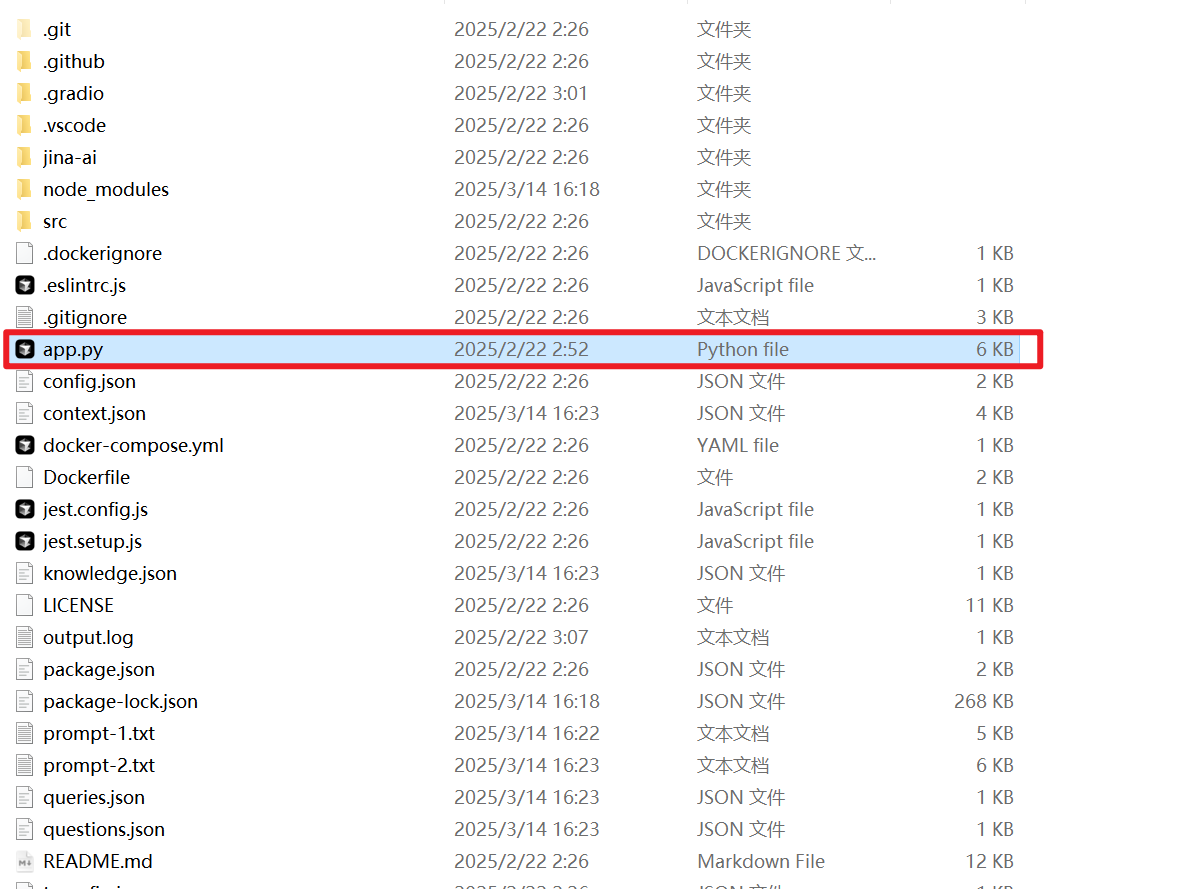 .git 2025/2/22 2:26 文件夹
.github 2025/2/22 2:26 文件夹
.gradio 2025/2/22 3:01 文件夹
.vscode 2025/2/22 2:26 文件夹
jina-ai 2025/2/22 2:26 文件夹
node_modules 2025/3/14 16:18 文件夹
src 2025/2/22 2:26 文件夹
.dockerignore 2025/2/22 2:26 DOCKERIGNORE 文... 1 KB
.eslintrc.js 2025/2/22 2:26 JavaScript file 1 KB
.gitignore 2025/2/22 2:26 文本文档 3 KB
app.py 2025/2/22 2:52 Python file 6 KB
config.json 2025/2/22 2:26 JSON 文件 2 KB
context.json 2025/3/14 16:23 JSON 文件 4 KB
docker-compose.yml 2025/2/22 2:26 YAML file 1 KB
Dockerfile 2025/2/22 2:26 文件 2 KB
jest.config.js 2025/2/22 2:26 JavaScript file 1 KB
jest.setup.js 2025/2/22 2:26 JavaScript file 1 KB
knowledge.json 2025/3/14 16:23 JSON 文件 1 KB
LICENSE 2025/2/22 2:26 文件 11 KB
output.log 2025/2/22 3:07 文本文档 1 KB
package.json 2025/2/22 2:26 JSON 文件 2 KB
package-lock.json 2025/3/14 16:18 JSON 文件 268 KB
prompt-1.txt 2025/3/14 16:22 文本文档 5 KB
prompt-2.txt 2025/3/14 16:23 文本文档 6 KB
queries.json 2025/3/14 16:23 JSON 文件 1 KB
questions.json 2025/3/14 16:23 JSON 文件 1 KB
README.md 2025/2/22 2:26 Markdown File 12 KB